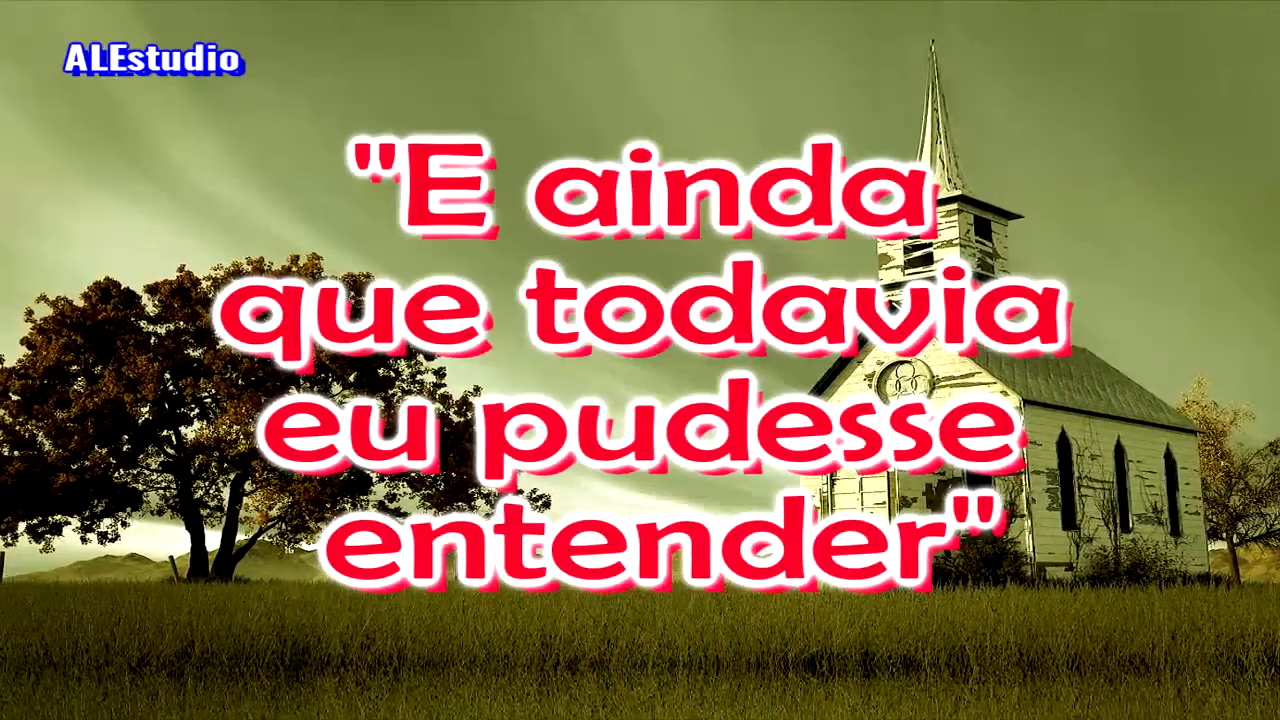 ALEstudio
"E ainda
que todavia
eu pudesse
entender"